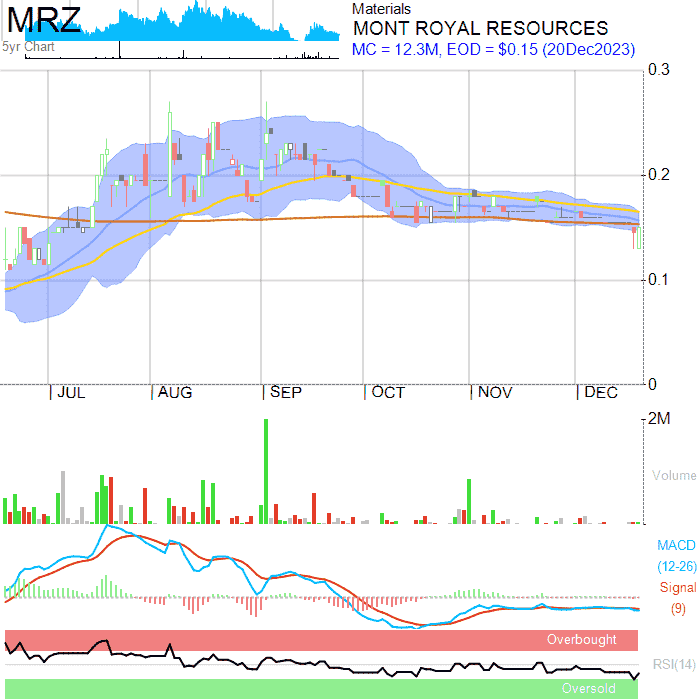 MRZ
5yr Chart
Materials
MONT ROYAL RESOURCES
MC = 12.3M, EOD = $0.15 (20Dec2023)
0.3
0.2
0.1
0
JUL AUG SEP OCT NOV DEC
2M
Volume
MACD
(12-26)
Signal
(9)
Overbought
RSI(14)
Oversold